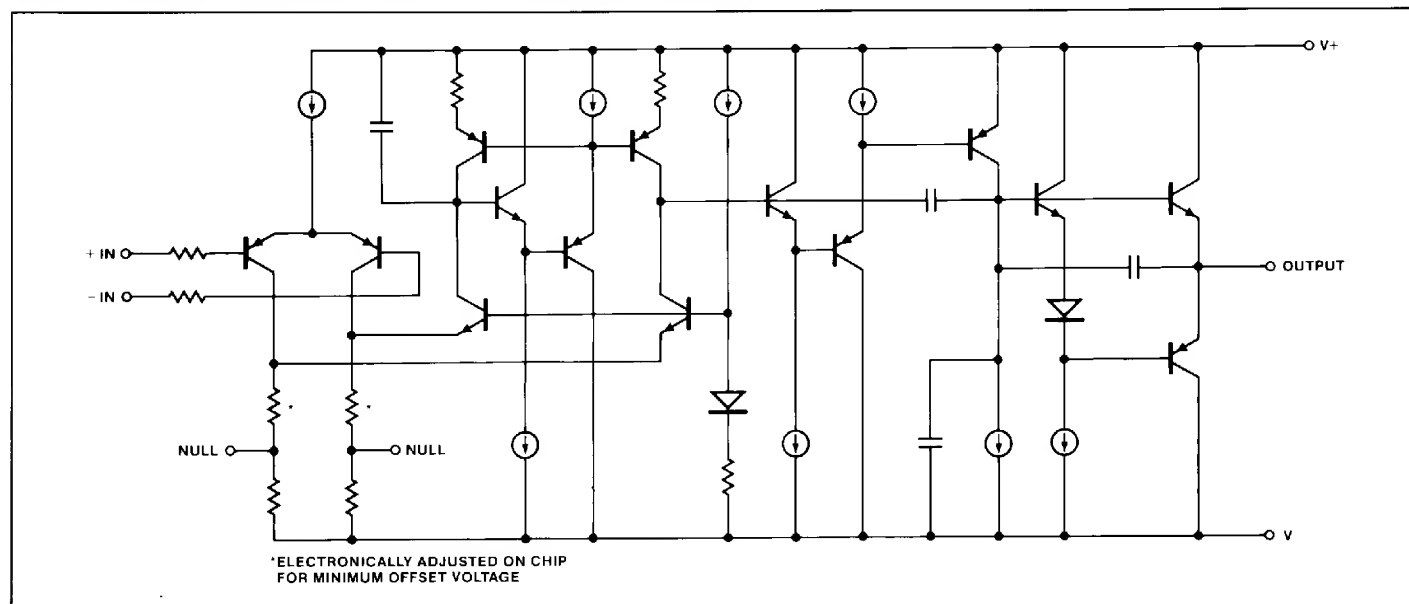 V+
+ IN
− IN
OUTPUT
*
*
NULL
NULL
V
*ELECTRONICALLY ADJUSTED ON CHIP
FOR MINIMUM OFFSET VOLTAGE